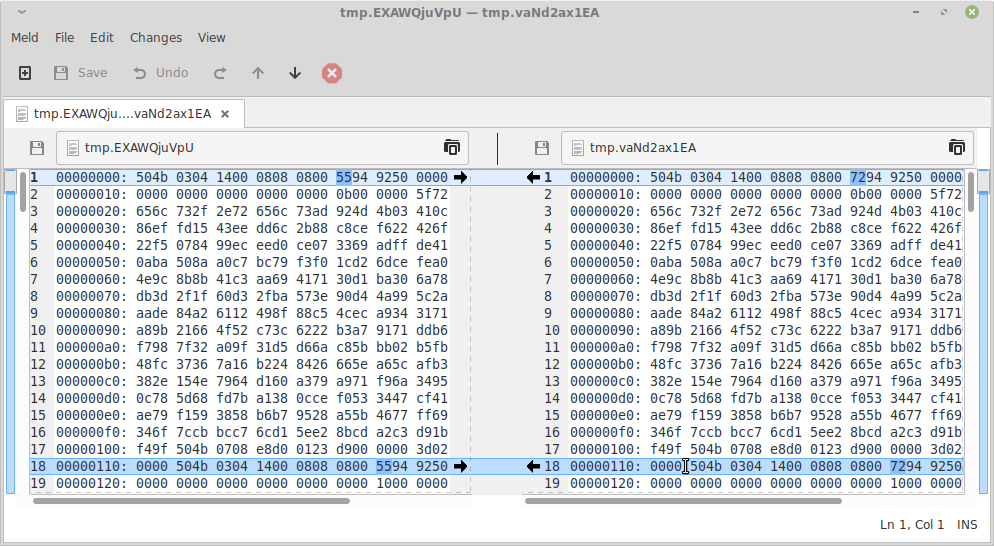 tmp.EXAWQjuVpU — tmp.vaNd2ax1EA
Meld File Edit Changes View
Save Undo
tmp.EXAWQju....vaNd2ax1EA
tmp.EXAWQjuVpU
tmp.vaNd2ax1EA
1 00000000: 504b 0304 1400 0808 0800 5594 9250 0000
2 00000010: 0000 0000 0000 0000 0000 0b00 0000 5f72
3 00000020: 656c 732f 2e72 656c 73ad 924d 4b03 410c
4 00000030: 86ef fd15 43ee dd6c 2b88 c8ce f622 426f
5 00000040: 22f5 0784 99ec eed0 ce07 3369 adff de41
6 00000050: 0aba 508a a0c7 bc79 f3f0 1cd2 6dce fea0
7 00000060: 4e9c 8b8b 41c3 aa69 4171 30d1 ba30 6a78
8 00000070: db3d 2f1f 60d3 2fba 573e 90d4 4a99 5c2a
9 00000080: aade 84a2 6112 498f 88c5 4cec a934 3171
10 00000090: a89b 2166 4f52 c73c 6222 b3a7 9171 ddb6
11 000000a0: f798 7f32 a09f 31d5 d66a c85b bb02 b5fb
12 000000b0: 48fc 3736 7a16 b224 8426 665e a65c afb3
13 000000c0: 382e 154e 7964 d160 a379 a971 f96a 3495
14 000000d0: 0c78 5d68 fd7b a138 0cce f053 3447 cf41
15 000000e0: ae79 f159 3858 b6b7 9528 a55b 4677 ff69
16 000000f0: 346f 7ccb bcc7 6cd1 5ee2 8bcd a2c3 d91b
17 00000100: f49f 504b 0708 e8d0 0123 d900 0000 3d02
18 00000110: 0000 504b 0304 1400 0808 0800 5594 9250
19 00000120: 0000 0000 0000 0000 0000 0000 1000 0000
1 00000000: 504b 0304 1400 0808 0800 7294 9250 0000
2 00000010: 0000 0000 0000 0000 0000 0b00 0000 5f72
3 00000020: 656c 732f 2e72 656c 73ad 924d 4b03 410c
4 00000030: 86ef fd15 43ee dd6c 2b88 c8ce f622 426f
5 00000040: 22f5 0784 99ec eed0 ce07 3369 adff de41
6 00000050: 0aba 508a a0c7 bc79 f3f0 1cd2 6dce fea0
7 00000060: 4e9c 8b8b 41c3 aa69 4171 30d1 ba30 6a78
8 00000070: db3d 2f1f 60d3 2fba 573e 90d4 4a99 5c2a
9 00000080: aade 84a2 6112 498f 88c5 4cec a934 3171
10 00000090: a89b 2166 4f52 c73c 6222 b3a7 9171 ddb6
11 000000a0: f798 7f32 a09f 31d5 d66a c85b bb02 b5fb
12 000000b0: 48fc 3736 7a16 b224 8426 665e a65c afb3
13 000000c0: 382e 154e 7964 d160 a379 a971 f96a 3495
14 000000d0: 0c78 5d68 fd7b a138 0cce f053 3447 cf41
15 000000e0: ae79 f159 3858 b6b7 9528 a55b 4677 ff69
16 000000f0: 346f 7ccb bcc7 6cd1 5ee2 8bcd a2c3 d91b
17 00000100: f49f 504b 0708 e8d0 0123 d900 0000 3d02
18 00000110: 0000 504b 0304 1400 0808 0800 7294 9250
19 00000120: 0000 0000 0000 0000 0000 0000 1000 0000
Ln 1, Col 1 INS